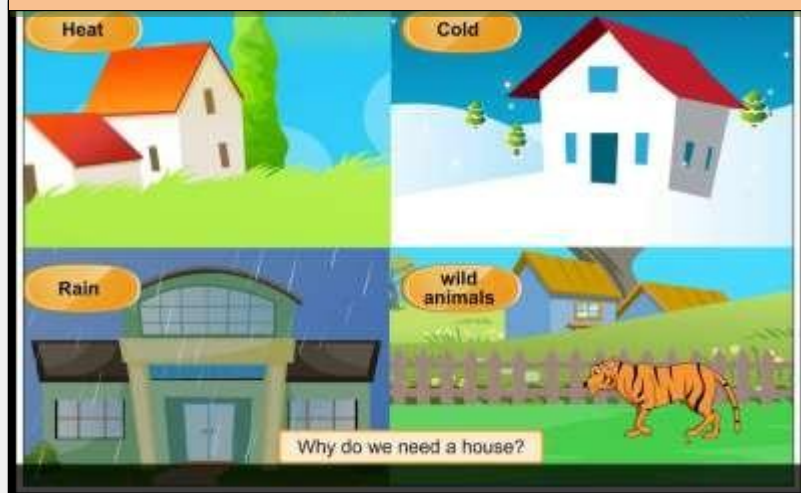 Heat
Cold
Rain
wild
animals
Why do we need a house?